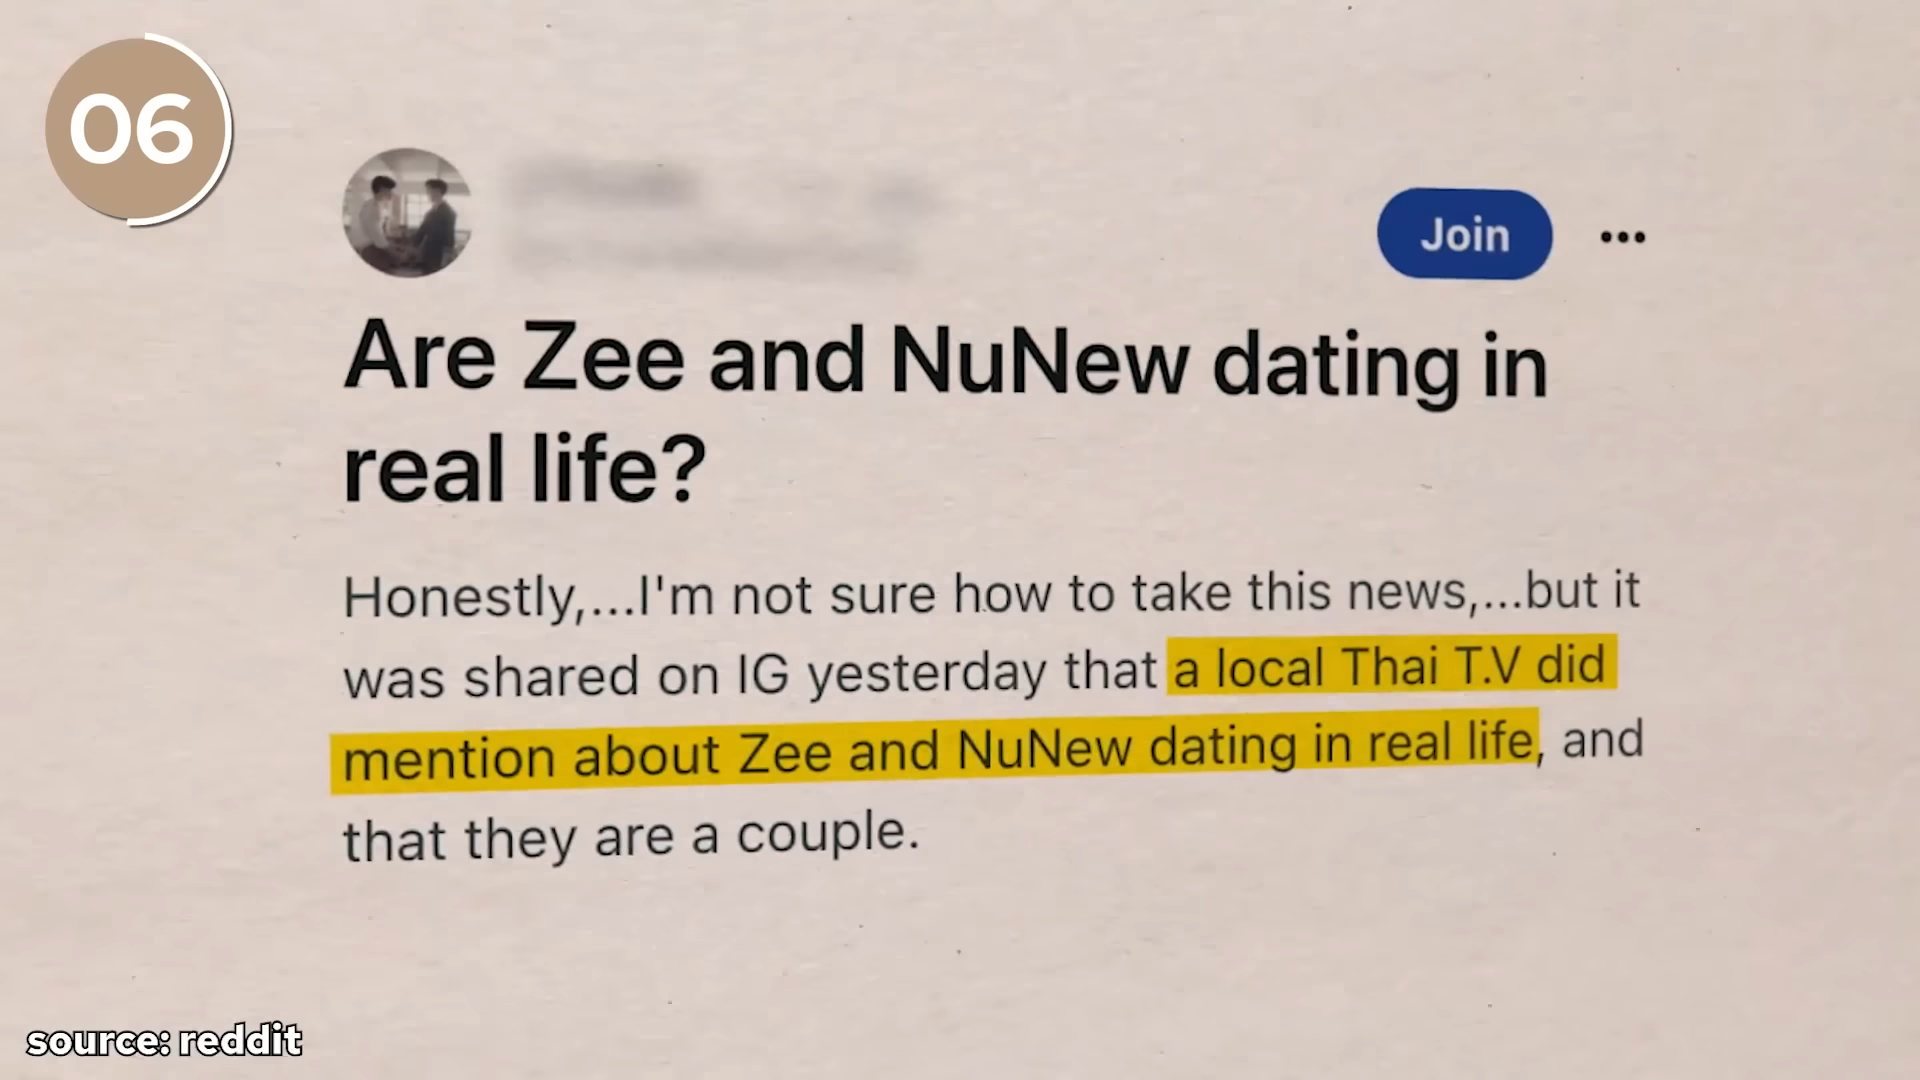 06
Join
Are Zee and NuNew dating in
real life?
Honestly,...I'm not sure how to take this news,...but it
was shared on IG yesterday that a local Thai T.V did
mention about Zee and NuNew dating in real life, and
that they are a couple.
source: reddit